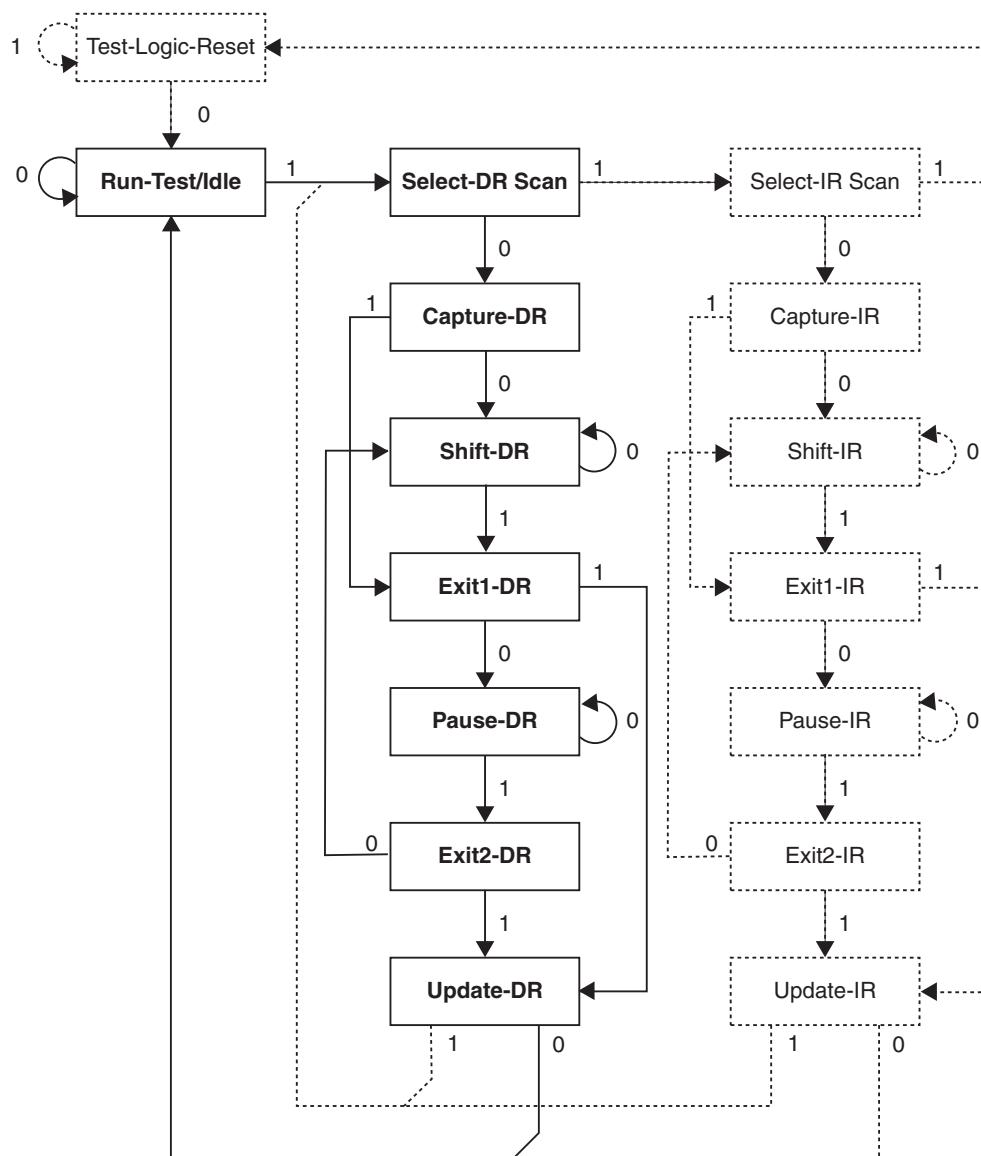 1
Test-Logic-Reset
0
0
Run-Test/Idle
1
Select-DR Scan
1
Select-IR Scan
1
0
0
1
Capture-DR
1
Capture-IR
0
0
Shift-DR
0
Shift-IR
0
1
1
Exit1-DR
1
Exit1-IR
1
0
0
Pause-DR
0
Pause-IR
0
1
1
0
Exit2-DR
0
Exit2-IR
1
1
Update-DR
Update-IR
1
0
1
0